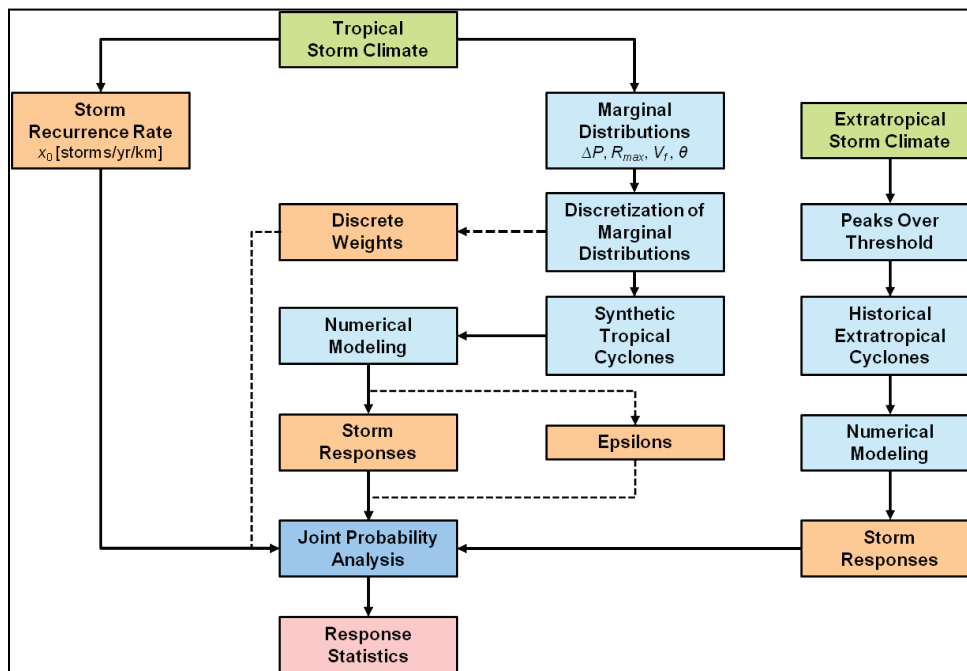 Tropical
Storm Climate
Storm
Recurrence Rate
x₀ [storms/yr/km]
Marginal
Distributions
ΔP, Rmax, Vf, θ
Extratropical
Storm Climate
Discrete
Weights
Discretization of
Marginal
Distributions
Peaks Over
Threshold
Numerical
Modeling
Synthetic
Tropical
Cyclones
Historical
Extratropical
Cyclones
Storm
Responses
Epsilons
Numerical
Modeling
Joint Probability
Analysis
Storm
Responses
Response
Statistics